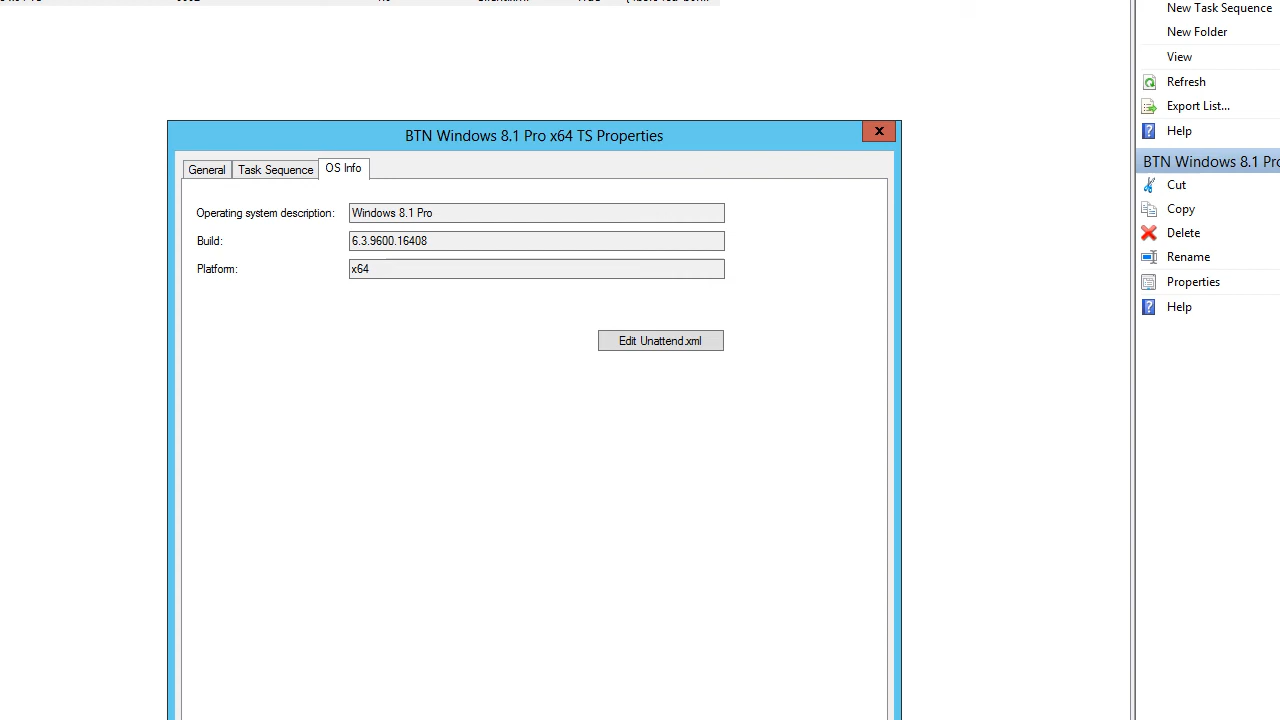 New Task Sequence
New Folder
View
Refresh
Export List...
Help
BTN Windows 8.1 Pro
Cut
Copy
Delete
Rename
Properties
Help
BTN Windows 8.1 Pro x64 TS Properties
x
General Task Sequence OS Info
Operating system description: Windows 8.1 Pro
Build: 6.3.9600.16408
Platform: x64
Edit Unattend.xml